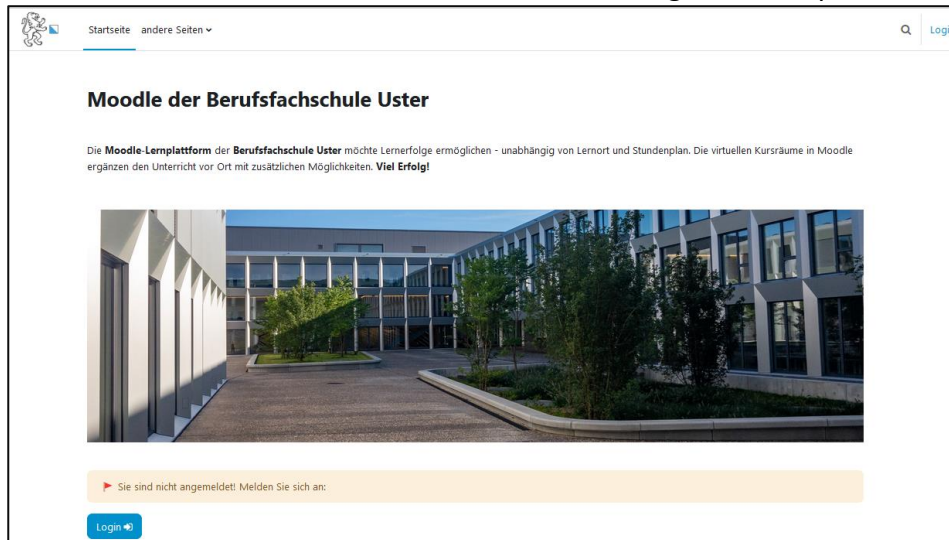 Startseite andere Seiten
Moodle der Berufsfachschule Uster
Die Moodle-Lernplattform der Berufsfachschule Uster möchte Lernerfolge ermöglichen - unabhängig von Lernort und Stundenplan. Die virtuellen Kursräume in Moodle
ergänzen den Unterricht vor Ort mit zusätzlichen Möglichkeiten. Viel Erfolg!
Sie sind nicht angemeldet! Melden Sie sich an:
Login